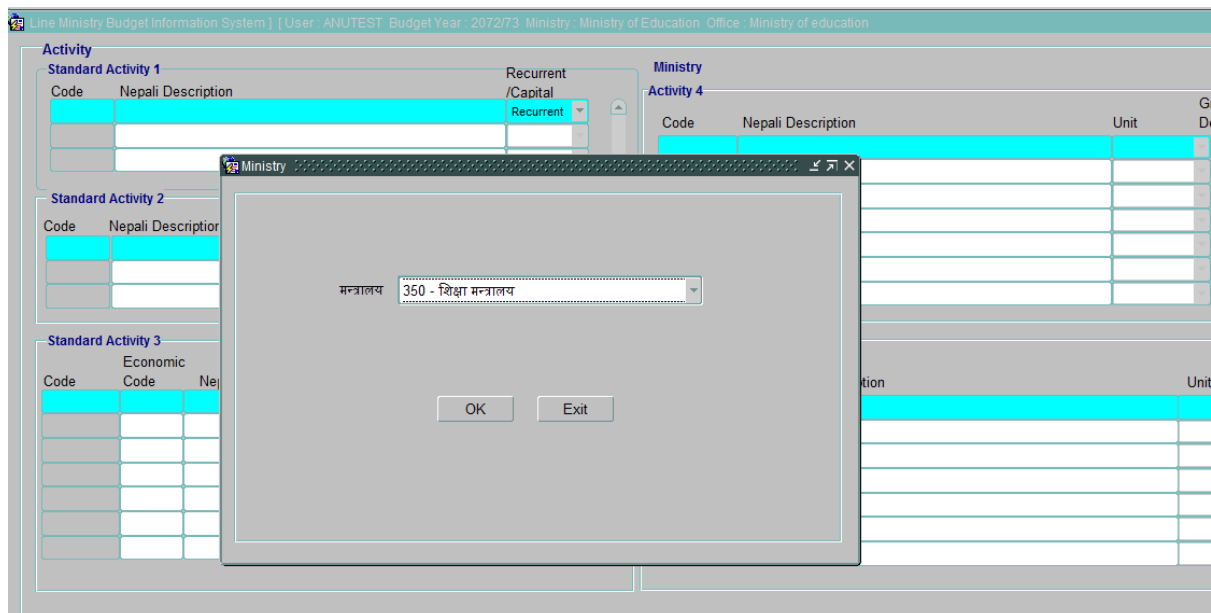 Line Ministry Budget Information System ] [ User : ANUTEST Budget Year : 2072/73 Ministry : Ministry of Education Office : Ministry of education
Activity
Standard Activity 1
Recurrent
/Capital
Code Nepali Description
Recurrent
Ministry
Activity 4
Code Nepali Description Unit
Standard Activity 2
Code Nepali Description
Ministry
मन्त्रालय 350 - शिक्षा मन्त्रालय
OK Exit
Standard Activity 3
Economic
Code Code Nep
tion Unit